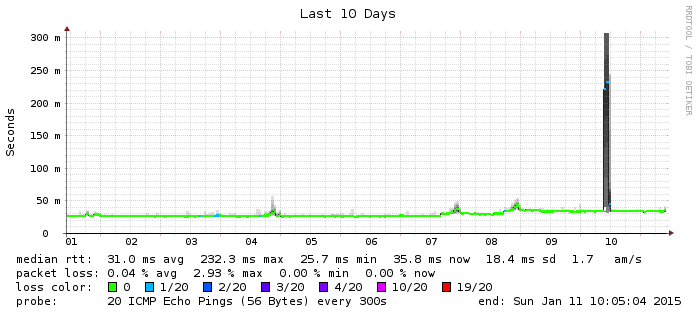 Last 10 Days
RRDTOOL / TOBI OETIKER
Seconds
300 m
250 m
200 m
150 m
100 m
50 m
0
01 02 03 04 05 06 07 08 09 10
median rtt: 31.0 ms avg 232.3 ms max 25.7 ms min 35.8 ms now 18.4 ms sd 1.7 am/s
packet loss: 0.04 % avg 2.93 % max 0.00 % min 0.00 % now
loss color: 0 1/20 2/20 3/20 4/20 10/20 19/20
probe: 20 ICMP Echo Pings (56 Bytes) every 300s end: Sun Jan 11 10:05:04 2015